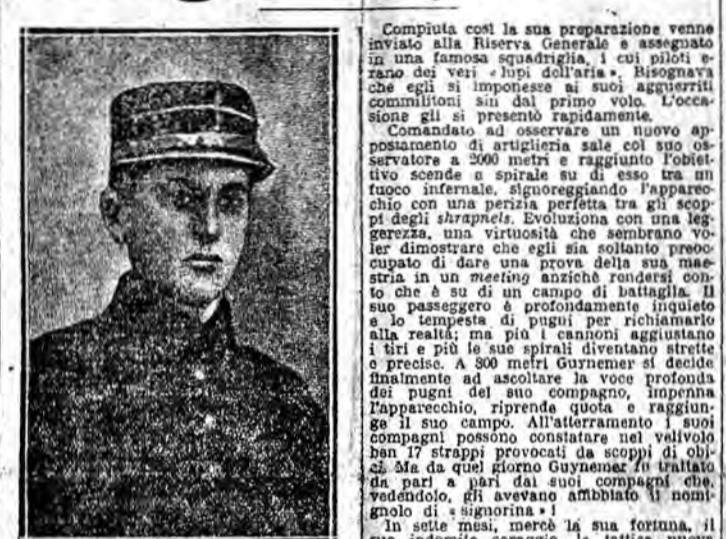 Compiuta così la sua preparazione venne
inviato alla Riserva Generale e assegnato
in una famosa squadriglia, i cui piloti e-
rano dei veri « lupi dell'aria ». Bisognava
che egli si imponesse ai suoi agguerriti
commilitoni sin dal primo volo. L'occa-
sione gli si presentò rapidamente.
Comandato ad osservare un nuovo ap-
postamento di artiglieria sale col suo os-
servatore a 2000 metri e raggiunto l'obiet-
tivo scende a spirale su di esso tra un
fuoco infernale, signoreggiando l'apparec-
chio con una perizia perfetta tra gli scop-
pi degli shrapnels. Evoluziona con una leg-
gerezza, una virtuosità che sembrano vo-
ler dimostrare che egli sia soltanto preoc-
cupato di dare una prova della sua mae-
stria in un meeting anzichè rendersi con-
to che è su di un campo di battaglia. Il
suo passeggero è profondamente inquieto
e lo tempesta di pugni per richiamarlo
alla realtà; ma più i cannoni aggiustano
i tiri e più le sue spirali diventano strette
e precise. A 800 metri Guynemer si decide
finalmente ad ascoltare la voce profonda
dei pugni del suo compagno, impenna
l'apparecchio, riprende quota e raggiun-
ge il suo campo. All'atterramento i suoi
compagni possono constatare nel velivolo
ben 17 strappi provocati da scoppi di obi-
ci. Ma da quel giorno Guynemer fu trattato
da pari a pari dai suoi compagni che,
vedendolo, gli avevano affibbiato il nomi-
gnolo di « signorina » !
In sette mesi, mercè la sua fortuna, il
suo indomito coraggio, la tattica nuova